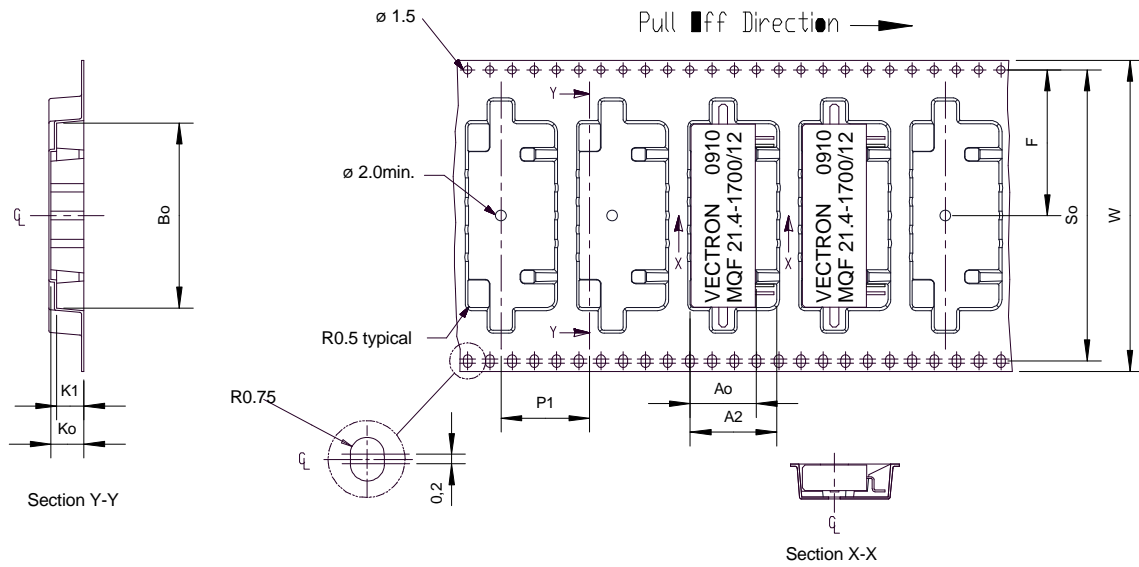 Pull Off Direction
ø 1.5
Y
F
So
W
Bo
ø 2.0min.
VECTRON 0910
MQF 21.4-1700/12
VECTRON 0910
MQF 21.4-1700/12
X
X
Y
R0.5 typical
K1
Ko
R0.75
P1
Ao
A2
0,2
Section Y-Y
Section X-X